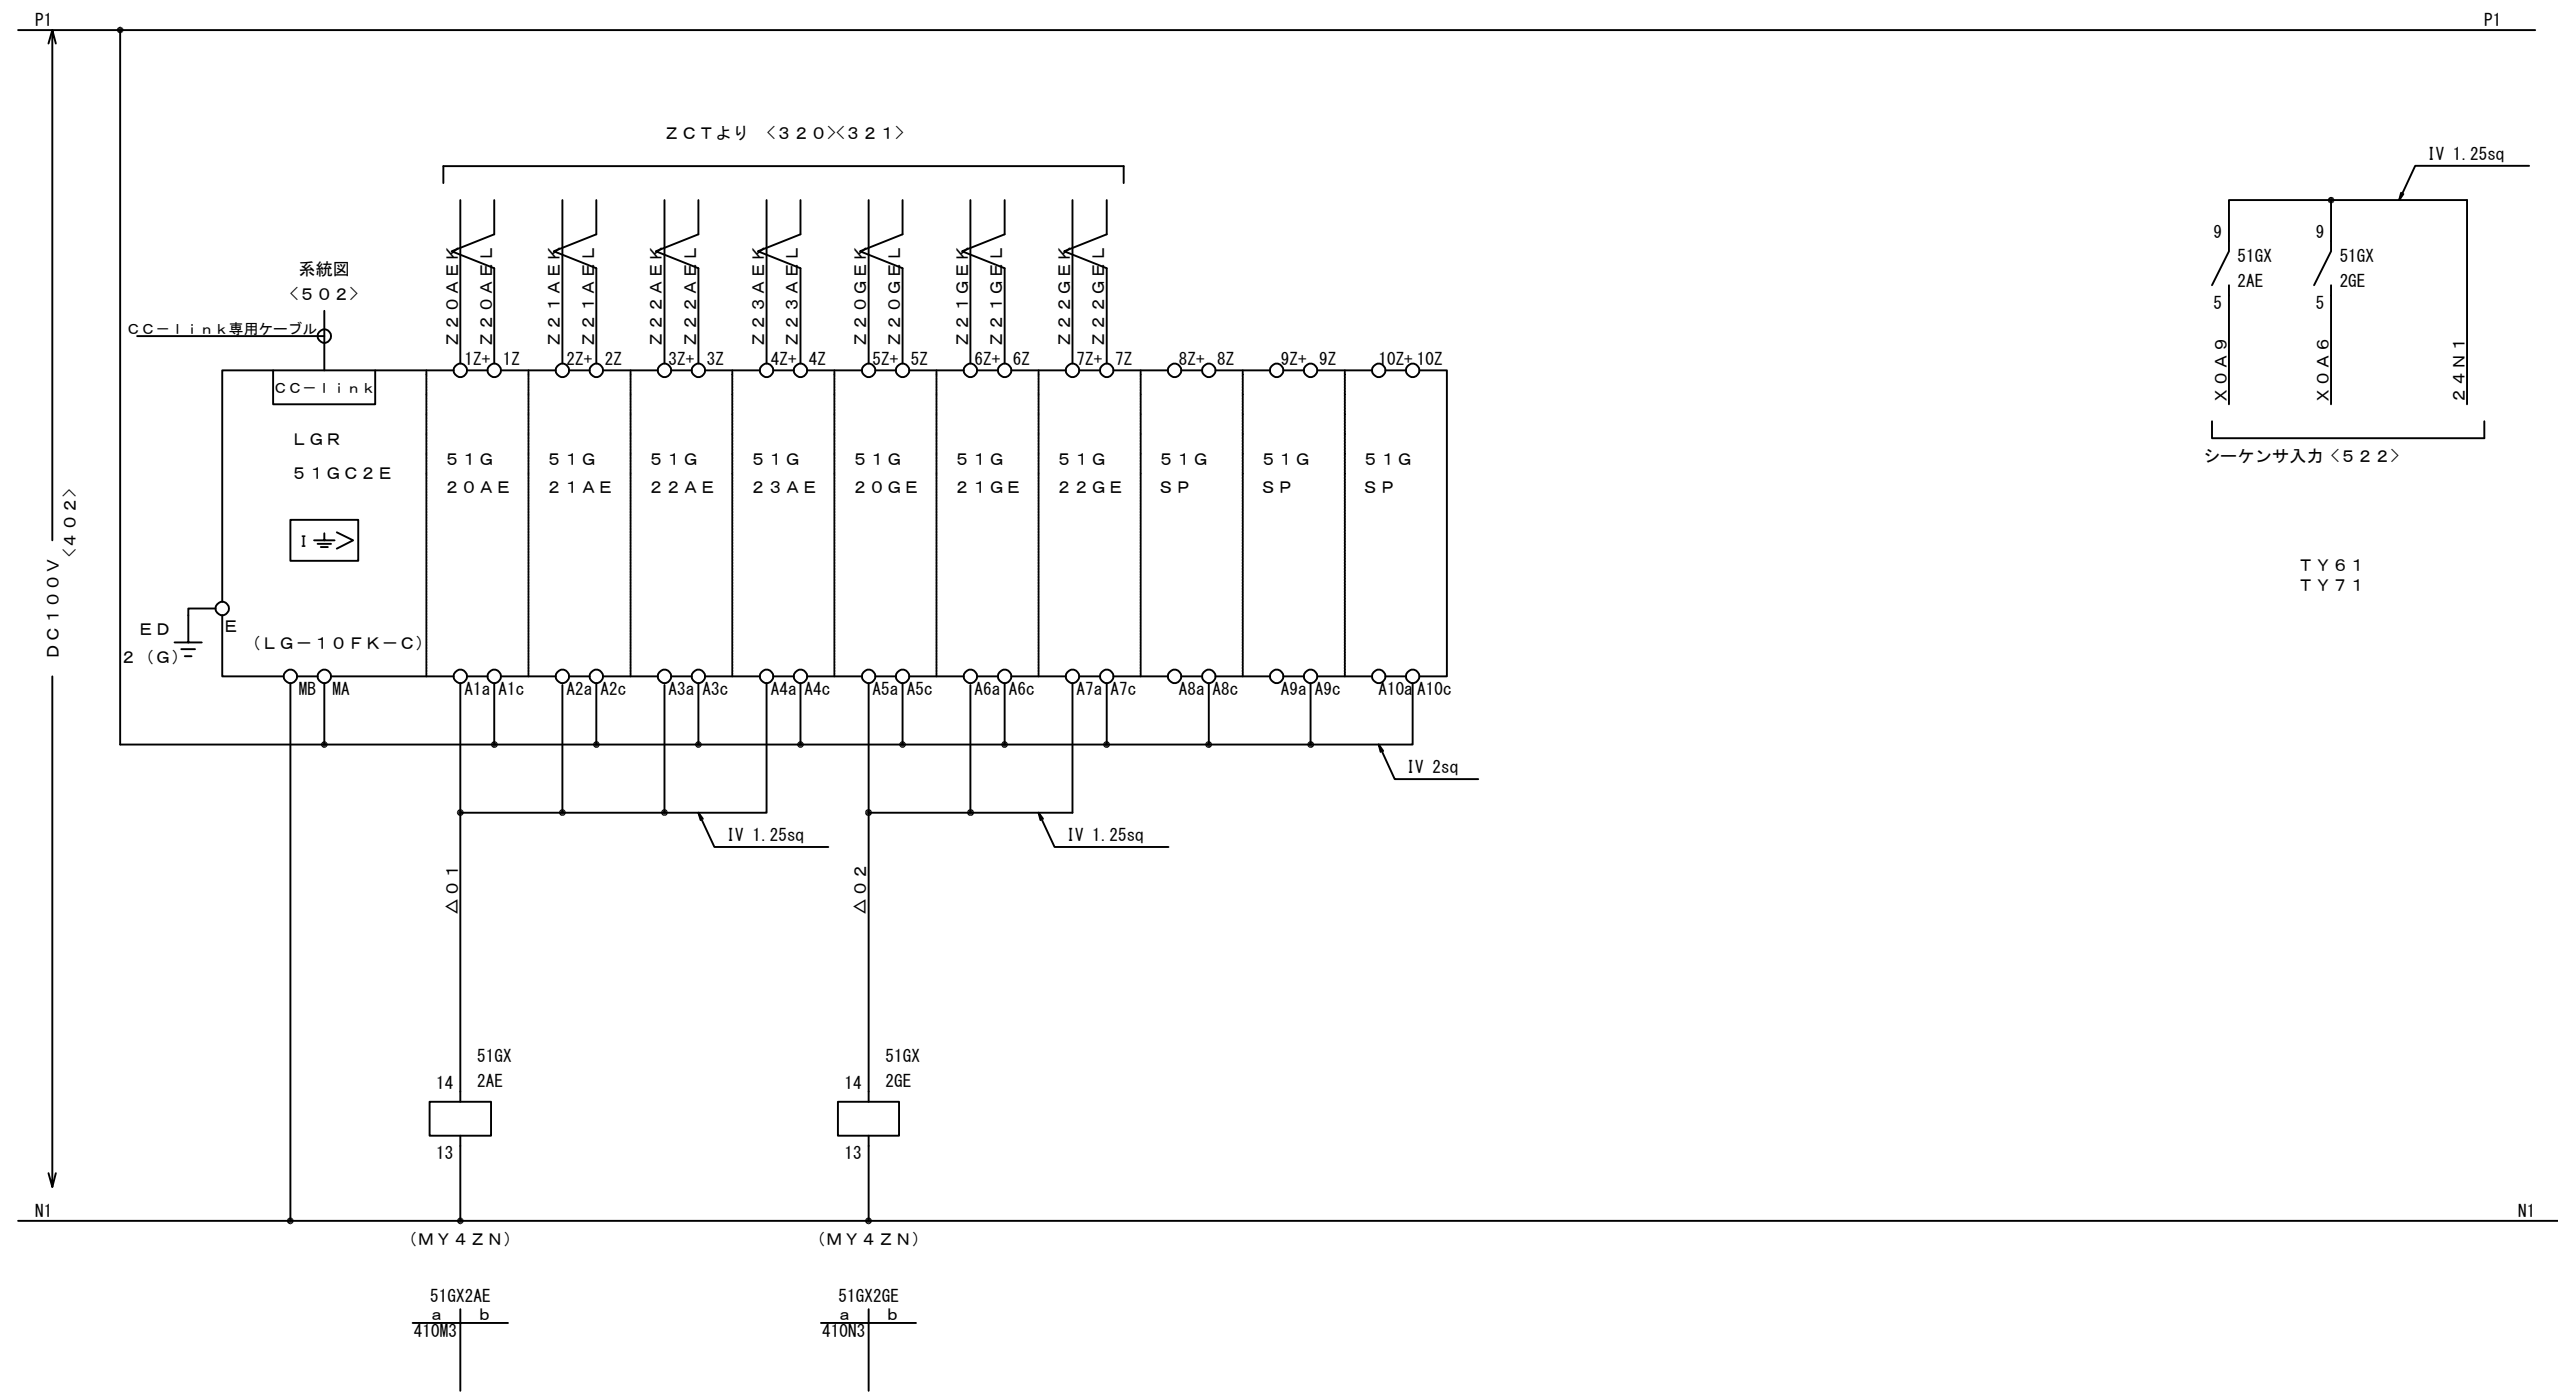 P1
P1
ZCTより <320><321>
IV 1.25sq
系統図
<502>
CC-link専用ケーブル
Z20AEK
Z20AEL
Z21AEK
Z21AEL
Z22AEK
Z22AEL
Z23AEK
Z23AEL
Z20GEK
Z20GEL
Z21GEK
Z21GEL
Z22GEK
Z22GEL
9
51GX
2AE
5
X0A9
9
51GX
2GE
5
X0A6
24N1
シーケンサ入力<522>
1Z+ 1Z
2Z+ 2Z
3Z+ 3Z
4Z+ 4Z
5Z+ 5Z
6Z+ 6Z
7Z+ 7Z
8Z+ 8Z
9Z+ 9Z
10Z+ 10Z
CC-link
LGR
51GC2E
I
(LG-10FK-C)
51G
20AE
51G
21AE
51G
22AE
51G
23AE
51G
20GE
51G
21GE
51G
22GE
51G
SP
51G
SP
51G
SP
DC100V
<402>
TY61
TY71
E
ED
2 (G)
MB
MA
A1a A1c
A2a A2c
A3a A3c
A4a A4c
A5a A5c
A6a A6c
A7a A7c
A8a A8c
A9a A9c
A10a A10c
IV 2sq
IV 1.25sq
IV 1.25sq
△01
△02
51GX
2AE
14
13
51GX
2GE
14
13
N1
N1
(MY4ZN)
(MY4ZN)
51GX2AE
a b
410M3
51GX2GE
a b
410N3